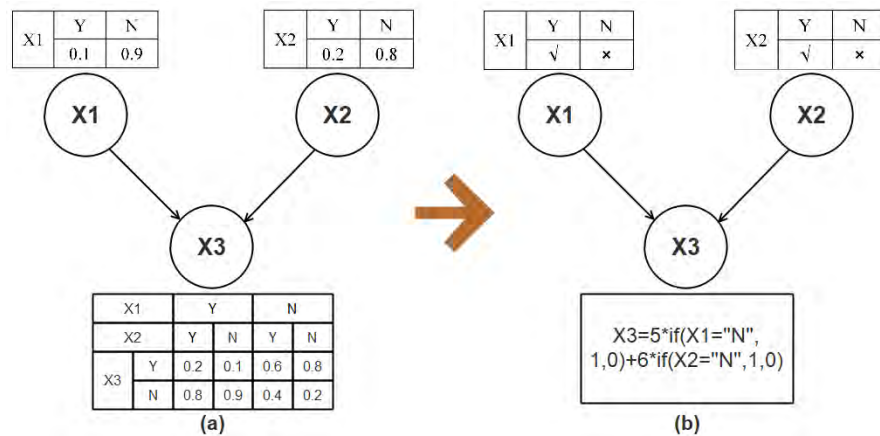 X1 Y N
0.1 0.9
X2 Y N
0.2 0.8
X1
X2
X3
X1 Y N
X2 Y N Y N
X3 Y 0.2 0.1 0.6 0.8
N 0.8 0.9 0.4 0.2
(a)
X1 Y N
√ ×
X2 Y N
√ ×
X1
X2
X3
X3=5*if(X1="N",
1,0)+6*if(X2="N",1,0)
(b)